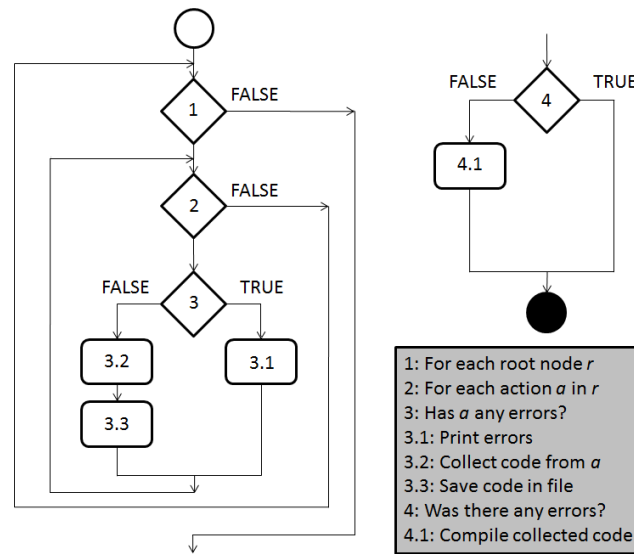 1
FALSE
2
FALSE
3
FALSE
TRUE
3.2
3.1
3.3
4
FALSE
TRUE
4.1
1: For each root node r
2: For each action a in r
3: Has a any errors?
3.1: Print errors
3.2: Collect code from a
3.3: Save code in file
4: Was there any errors?
4.1: Compile collected code